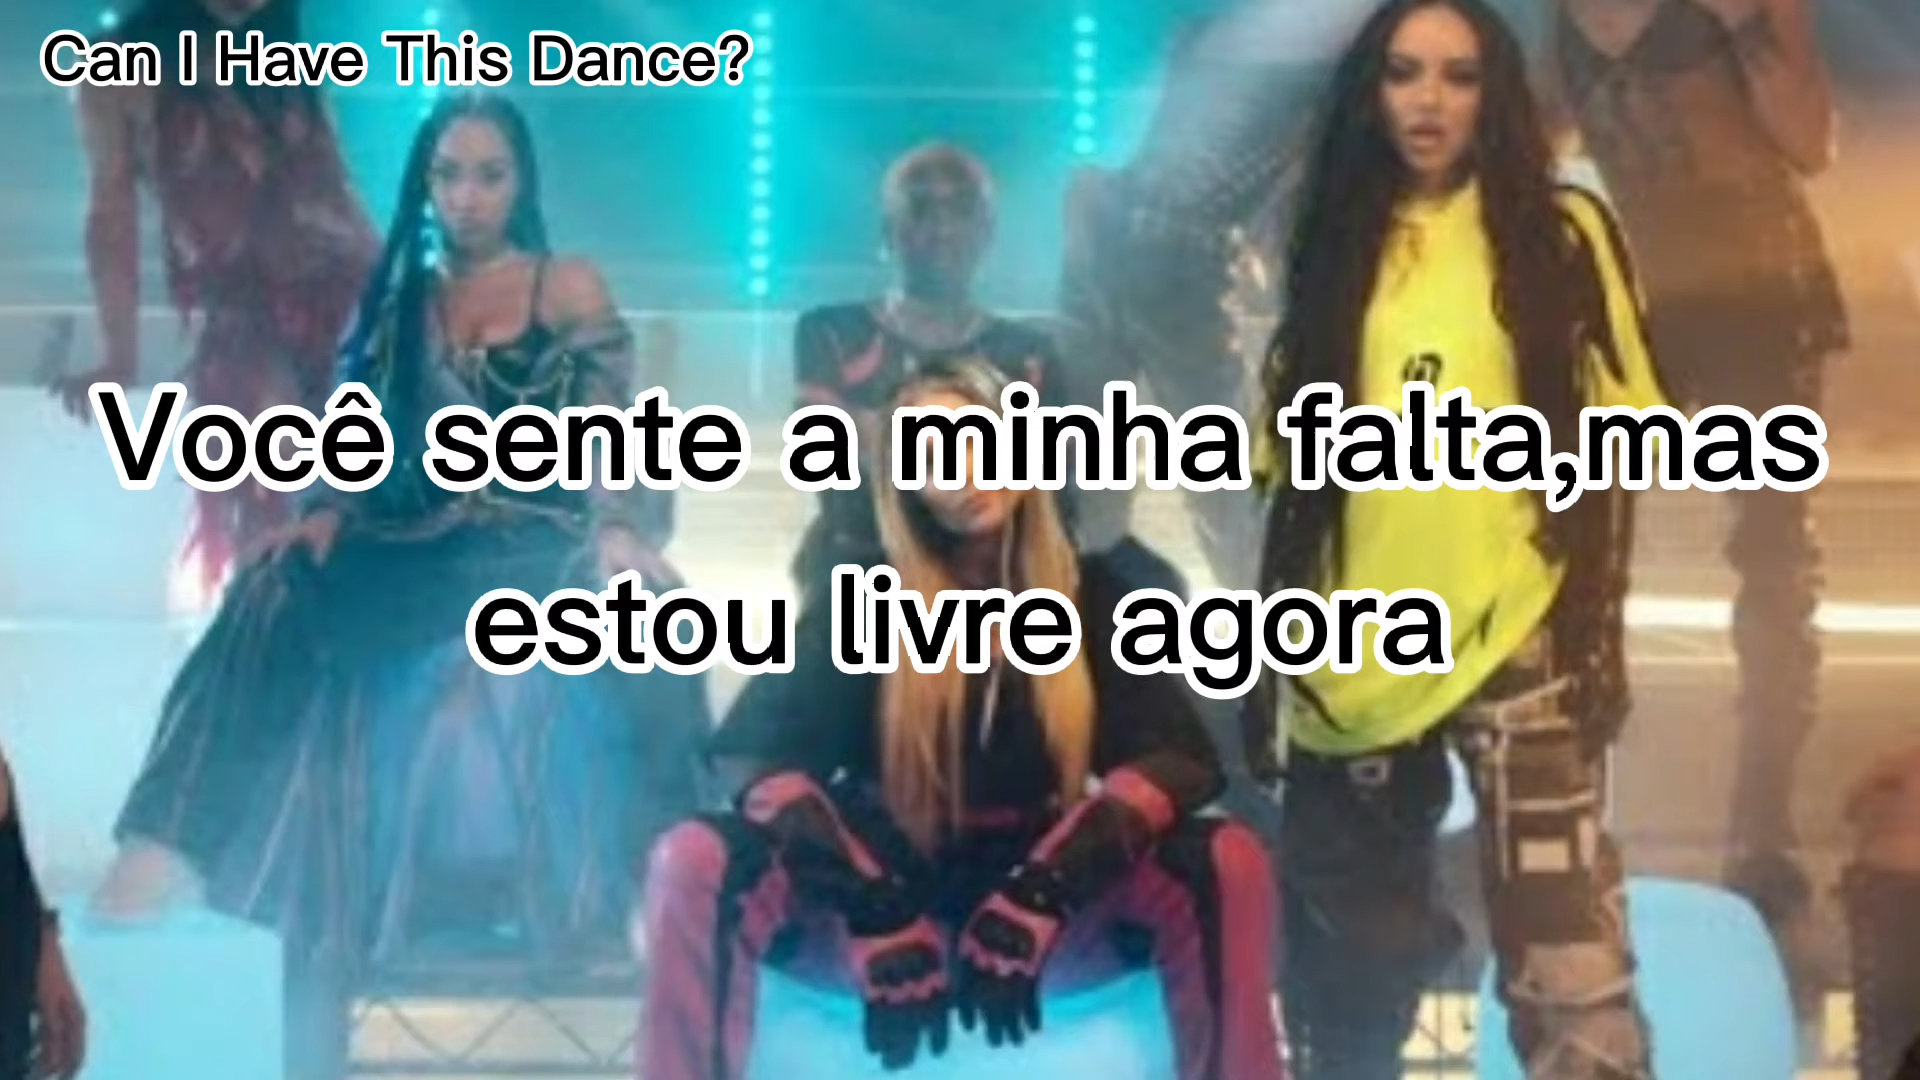 Can I Have This Dance?
Você sente a minha falta,mas
estou livre agora